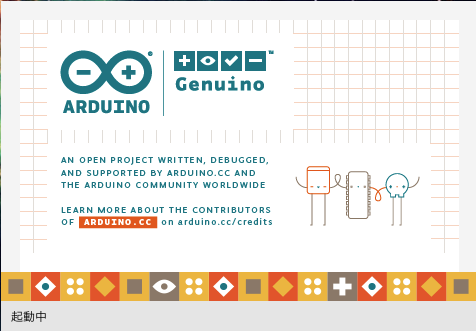 ARDUINO
Genuino
AN OPEN PROJECT WRITTEN, DEBUGGED,
AND SUPPORTED BY ARDUINO.CC AND
THE ARDUINO COMMUNITY WORLDWIDE
LEARN MORE ABOUT THE CONTRIBUTORS
OF ARDUINO.CC on arduino.cc/credits
起動中